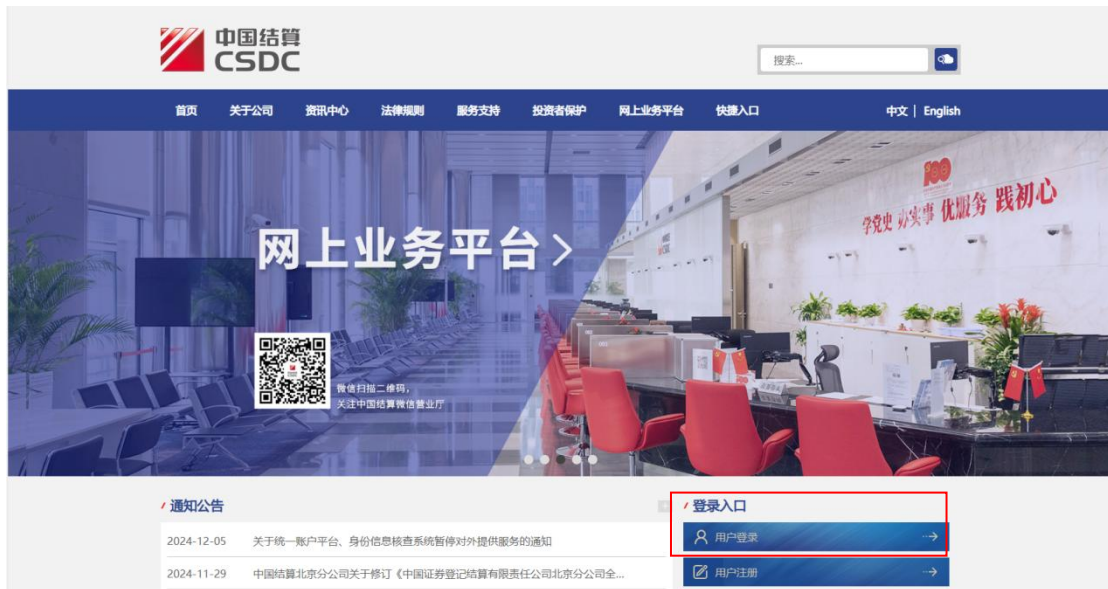 中国结算
CSDC
搜索...
首页 关于公司 资讯中心 法律规则 服务支持 投资者保护 网上业务平台 快捷入口 中文 | English
100
学党史 办实事 优服务 践初心
网上业务平台 >
微信扫描二维码，
关注中国结算微信营业厅
通知公告
登录入口
2024-12-05 关于统一账户平台、身份信息核查系统暂停对外提供服务的通知
用户登录
2024-11-29 中国结算北京分公司关于修订《中国证券登记结算有限责任公司北京分公司全...
用户注册